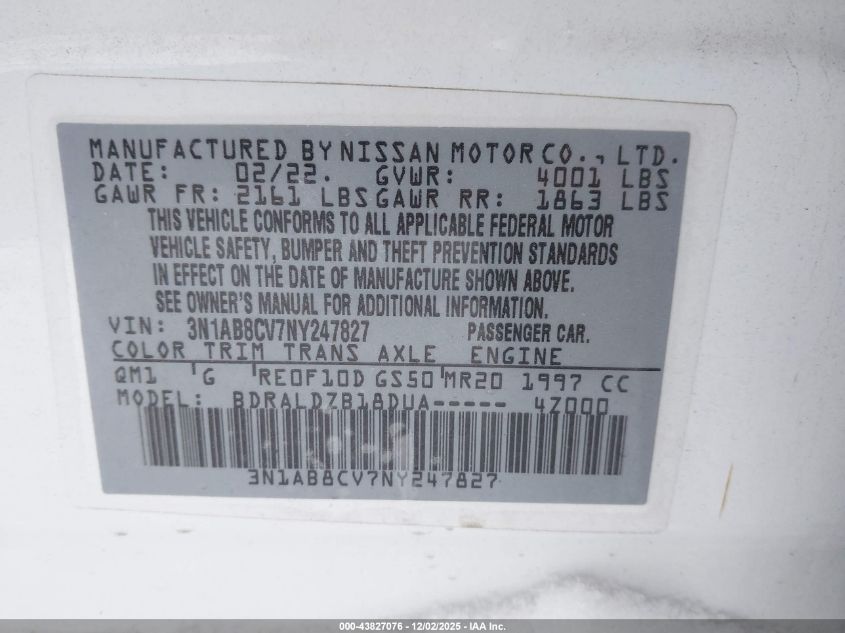 MANUFACTURED BY NISSAN MOTOR CO., LTD.
DATE: 02/22. GVWR: 4001 LBS
GAWR FR: 2161 LBS GAWR RR: 1863 LBS
THIS VEHICLE CONFORMS TO ALL APPLICABLE FEDERAL MOTOR
VEHICLE SAFETY, BUMPER AND THEFT PREVENTION STANDARDS
IN EFFECT ON THE DATE OF MANUFACTURE SHOWN ABOVE.
SEE OWNER'S MANUAL FOR ADDITIONAL INFORMATION.
VIN: 3N1AB8CV7NY247827 PASSENGER CAR.
COLOR TRIM TRANS AXLE ENGINE
QM1 G RE0F10D GS50 MR20 1997 CC
MODEL: BDRALDZB18DUA----- 4Z000
3N1AB8CV7NY247827
000-43827076 - 12/02/2025 - IAA Inc.